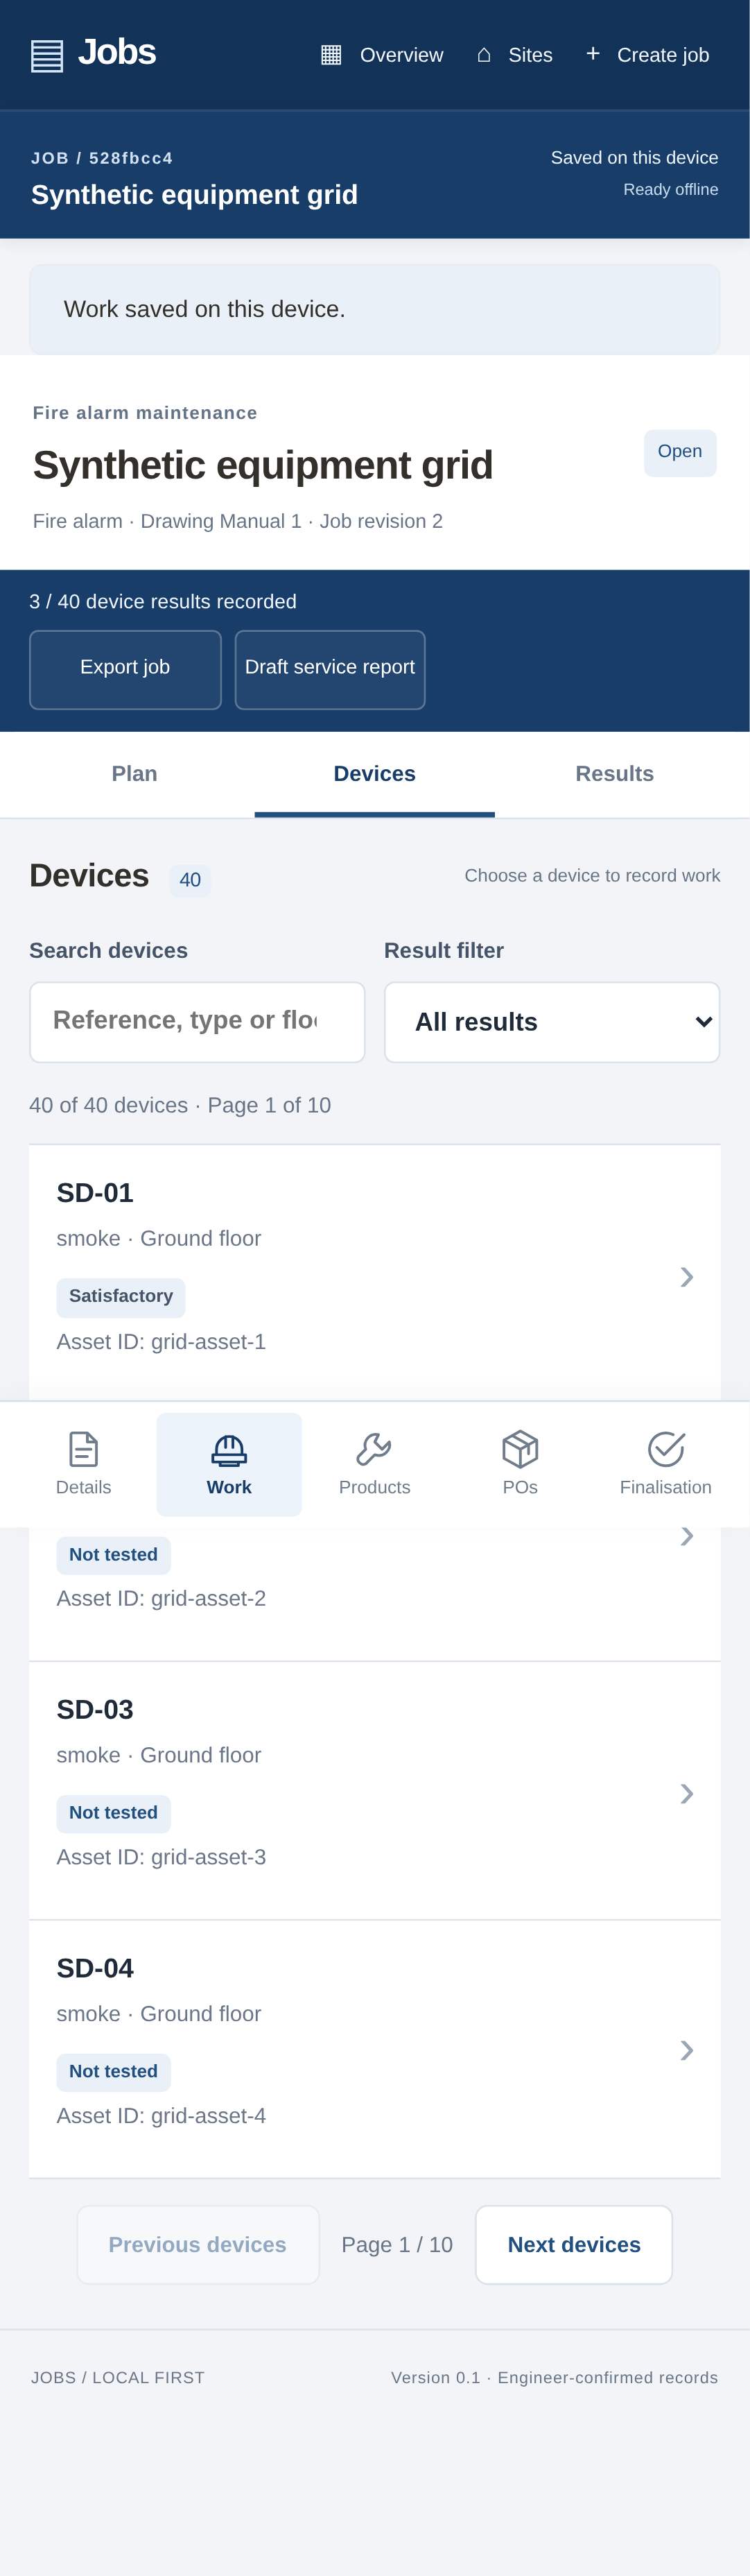 Jobs
Overview
Sites
+ Create job
JOB / 528fbcc4
Saved on this device
Synthetic equipment grid
Ready offline
Work saved on this device.
Fire alarm maintenance
Synthetic equipment grid
Open
Fire alarm · Drawing Manual 1 · Job revision 2
3 / 40 device results recorded
Export job
Draft service report
Plan
Devices
Results
Devices 40
Choose a device to record work
Search devices
Result filter
Reference, type or floo
All results
40 of 40 devices · Page 1 of 10
SD-01
smoke · Ground floor
Satisfactory
Asset ID: grid-asset-1
Details
Work
Products
POs
Finalisation
Not tested
Asset ID: grid-asset-2
SD-03
smoke · Ground floor
Not tested
Asset ID: grid-asset-3
SD-04
smoke · Ground floor
Not tested
Asset ID: grid-asset-4
Previous devices
Page 1 / 10
Next devices
JOBS / LOCAL FIRST
Version 0.1 · Engineer-confirmed records